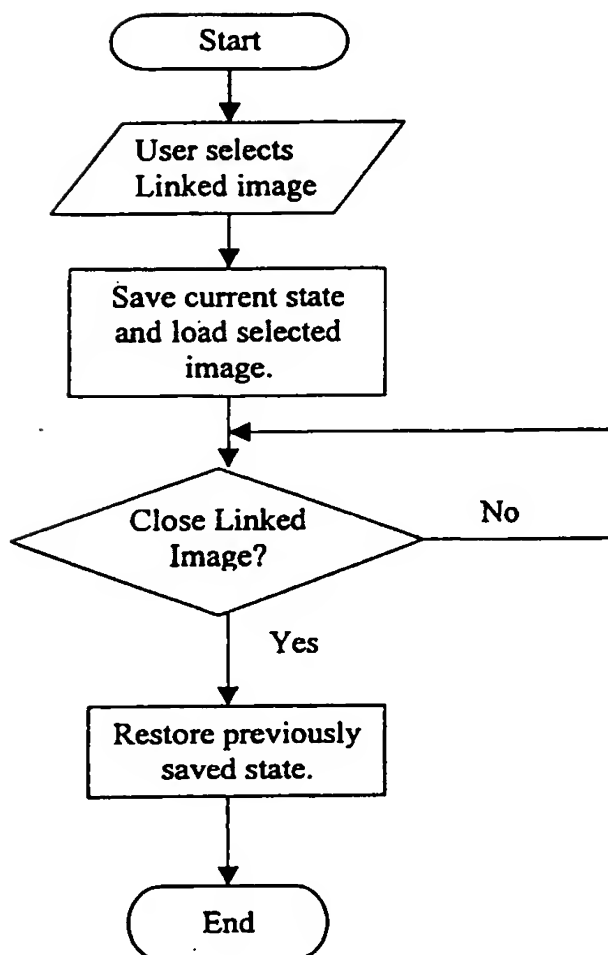 Start
User selects
Linked image
Save current state
and load selected
image.
Close Linked
Image?
No
Yes
Restore previously
saved state.
End